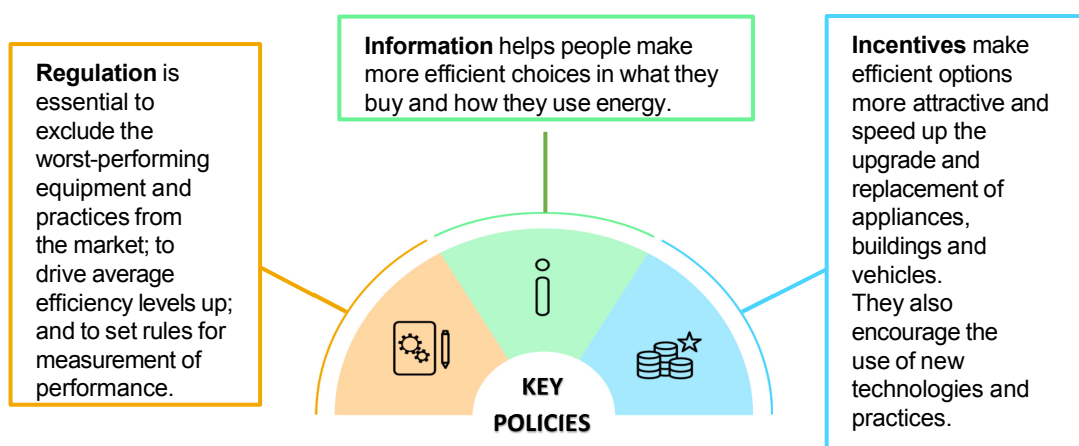 Regulation is
essential to
exclude the
worst-performing
equipment and
practices from
the market; to
drive average
efficiency levels up;
and to set rules for
measurement of
performance.
Information helps people make
more efficient choices in what they
buy and how they use energy.
Incentives make
efficient options
more attractive and
speed up the
upgrade and
replacement of
appliances,
buildings and
vehicles.
They also
encourage the
use of new
technologies and
practices.
KEY
POLICIES